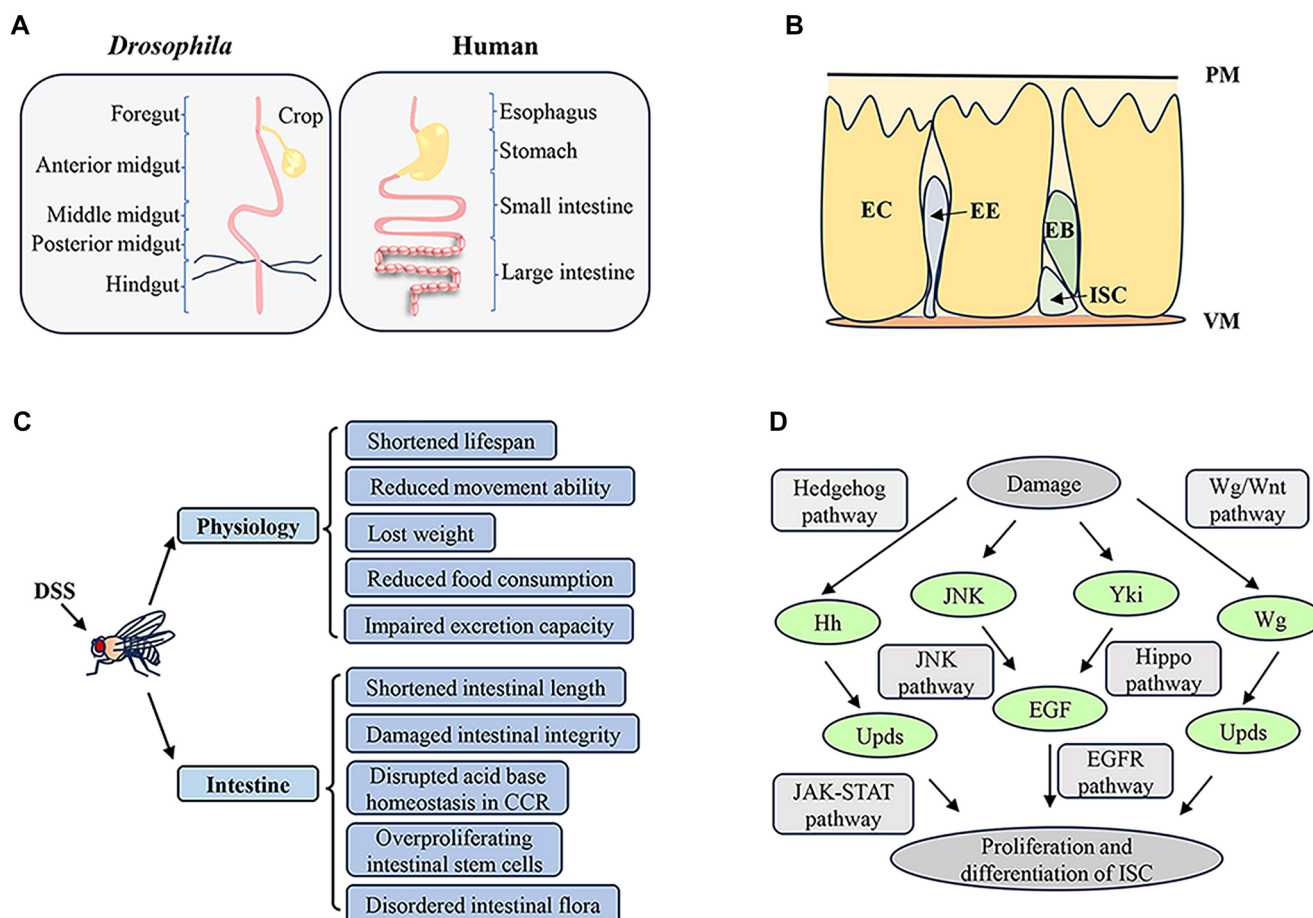 A
Drosophila
Human
Foregut
Crop
Anterior midgut
Middle midgut
Posterior midgut
Hindgut
Esophagus
Stomach
Small intestine
Large intestine
B
PM
EC
EE
EB
ISC
VM
C
DSS
Physiology
Shortened lifespan
Reduced movement ability
Lost weight
Reduced food consumption
Impaired excretion capacity
Intestine
Shortened intestinal length
Damaged intestinal integrity
Disrupted acid base
homeostasis in CCR
Overproliferating
intestinal stem cells
Disordered intestinal flora
D
Hedgehog
pathway
Damage
Wg/Wnt
pathway
Hh
JNK
Yki
Wg
JNK
pathway
Hippo
pathway
EGF
Upds
Upds
JAK-STAT
pathway
EGFR
pathway
Proliferation and
differentiation of ISC